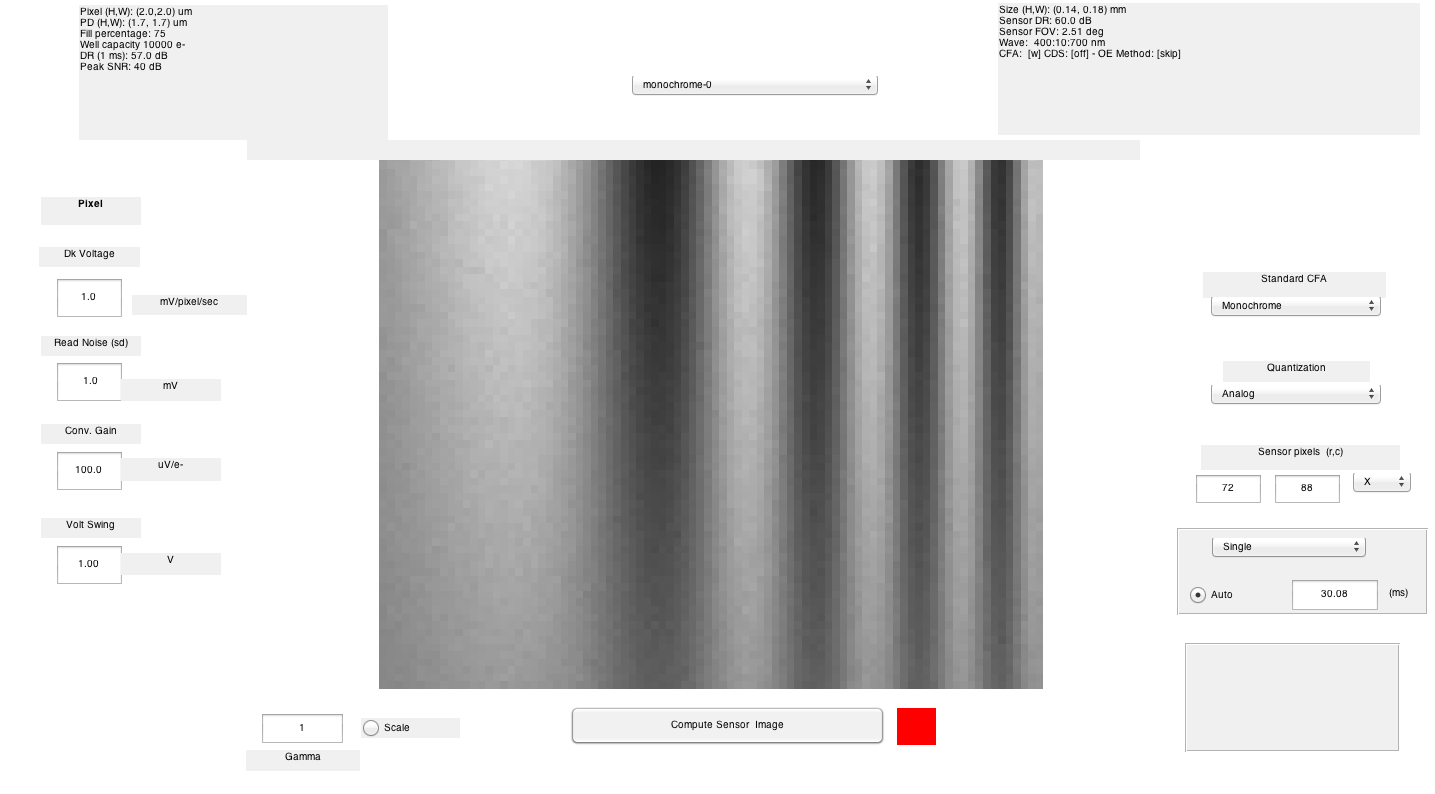 Pixel (H,W): (2.0,2.0) um
PD (H,W): (1.7, 1.7) um
Fill percentage: 75
Well capacity 10000 e-
DR (1 ms): 57.0 dB
Peak SNR: 40 dB
monochrome-0
Size (H,W): (0.14, 0.18) mm
Sensor DR: 60.0 dB
Sensor FOV: 2.51 deg
Wave:  400:10:700 nm
CFA:  [w] CDS: [off] - OE Method: [skip]
Pixel
Dk Voltage
1.0
mV/pixel/sec
Read Noise (sd)
1.0
mV
Conv. Gain
100.0
uV/e-
Volt Swing
1.00
V
Standard CFA
Monochrome
Quantization
Analog
Sensor pixels  (r,c)
72
88
X
Single
Auto
30.08
(ms)
1
Scale
Gamma
Compute Sensor  Image